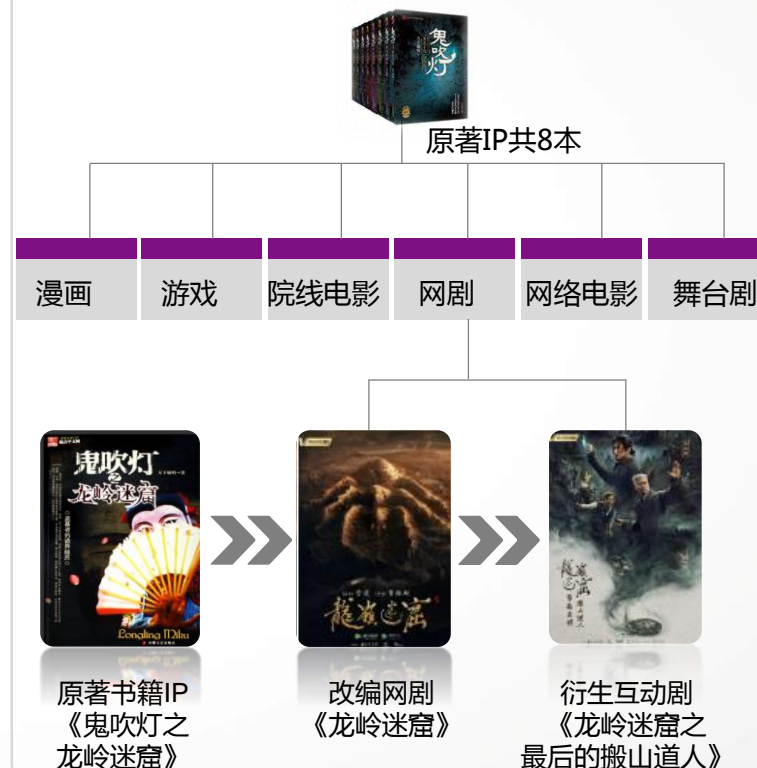 鬼吹灯
原著IP共8本
漫画
游戏
院线电影
网剧
网络电影
舞台剧
鬼吹灯
之
龙岭迷窟
Longling Miku
龍嶺迷窟
龍嶺迷窟
原著书籍IP
《鬼吹灯之
龙岭迷窟》
改编网剧
《龙岭迷窟》
衍生互动剧
《龙岭迷窟之
最后的搬山道人》